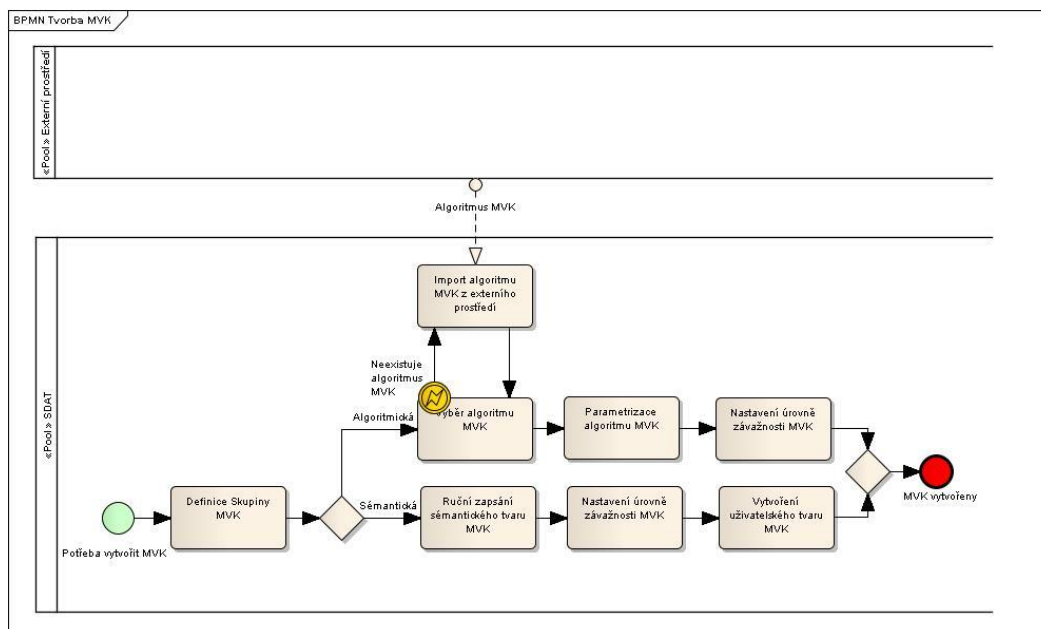 BPMN Tvorba MVK
«Pool» Externí prostředí
Algoritmus MVK
«Pool» SDAT
Import algoritmu
MVK z externího
prostředí
Neexistuje
algoritmus
MVK
Algoritmická
Výběr algoritmu
MVK
Parametrizace
algoritmu MVK
Nastavení úrovně
závažnosti MVK
Potřeba vytvořit MVK
Definice Skupiny
MVK
Sémantická
Ruční zapsání
sémantického tvaru
MVK
Nastavení úrovně
závažnosti MVK
Vytvoření
uživatelského tvaru
MVK
MVK vytvořeny